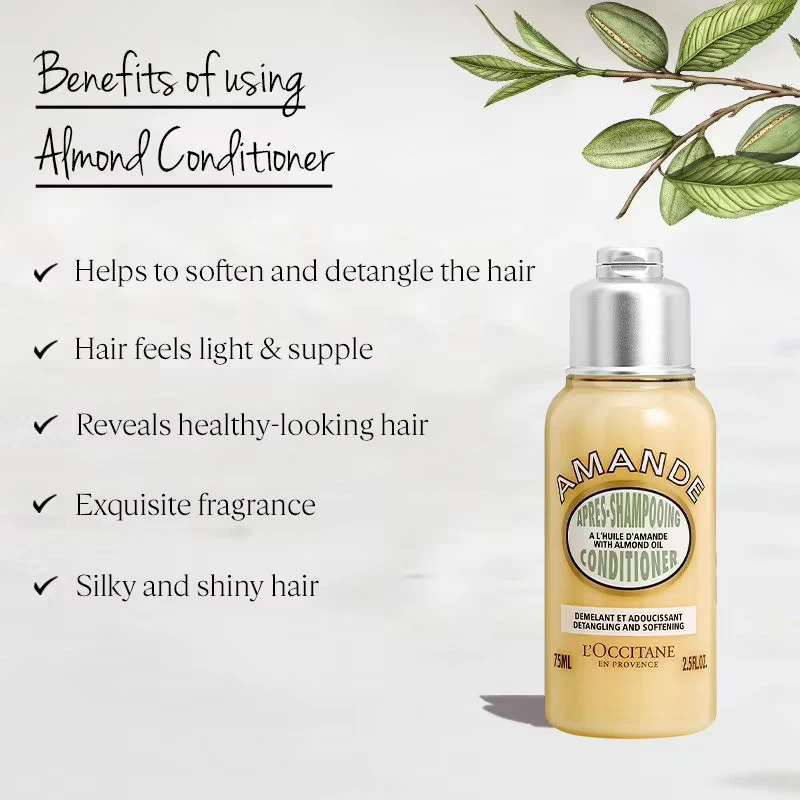 Benefits of using
Almond Conditioner
Helps to soften and detangle the hair
Hair feels light & supple
Reveals healthy-looking hair
Exquisite fragrance
Silky and shiny hair
AMANDE
APRÈS-SHAMPOOING
A L'HUILE D'AMANDE
WITH ALMOND OIL
CONDITIONER
DEMELANT ET ADOUCISSANT
DETANGLING AND SOFTENING
L'OCCITANE
EN PROVENCE
75ML
2.5FL.OZ.